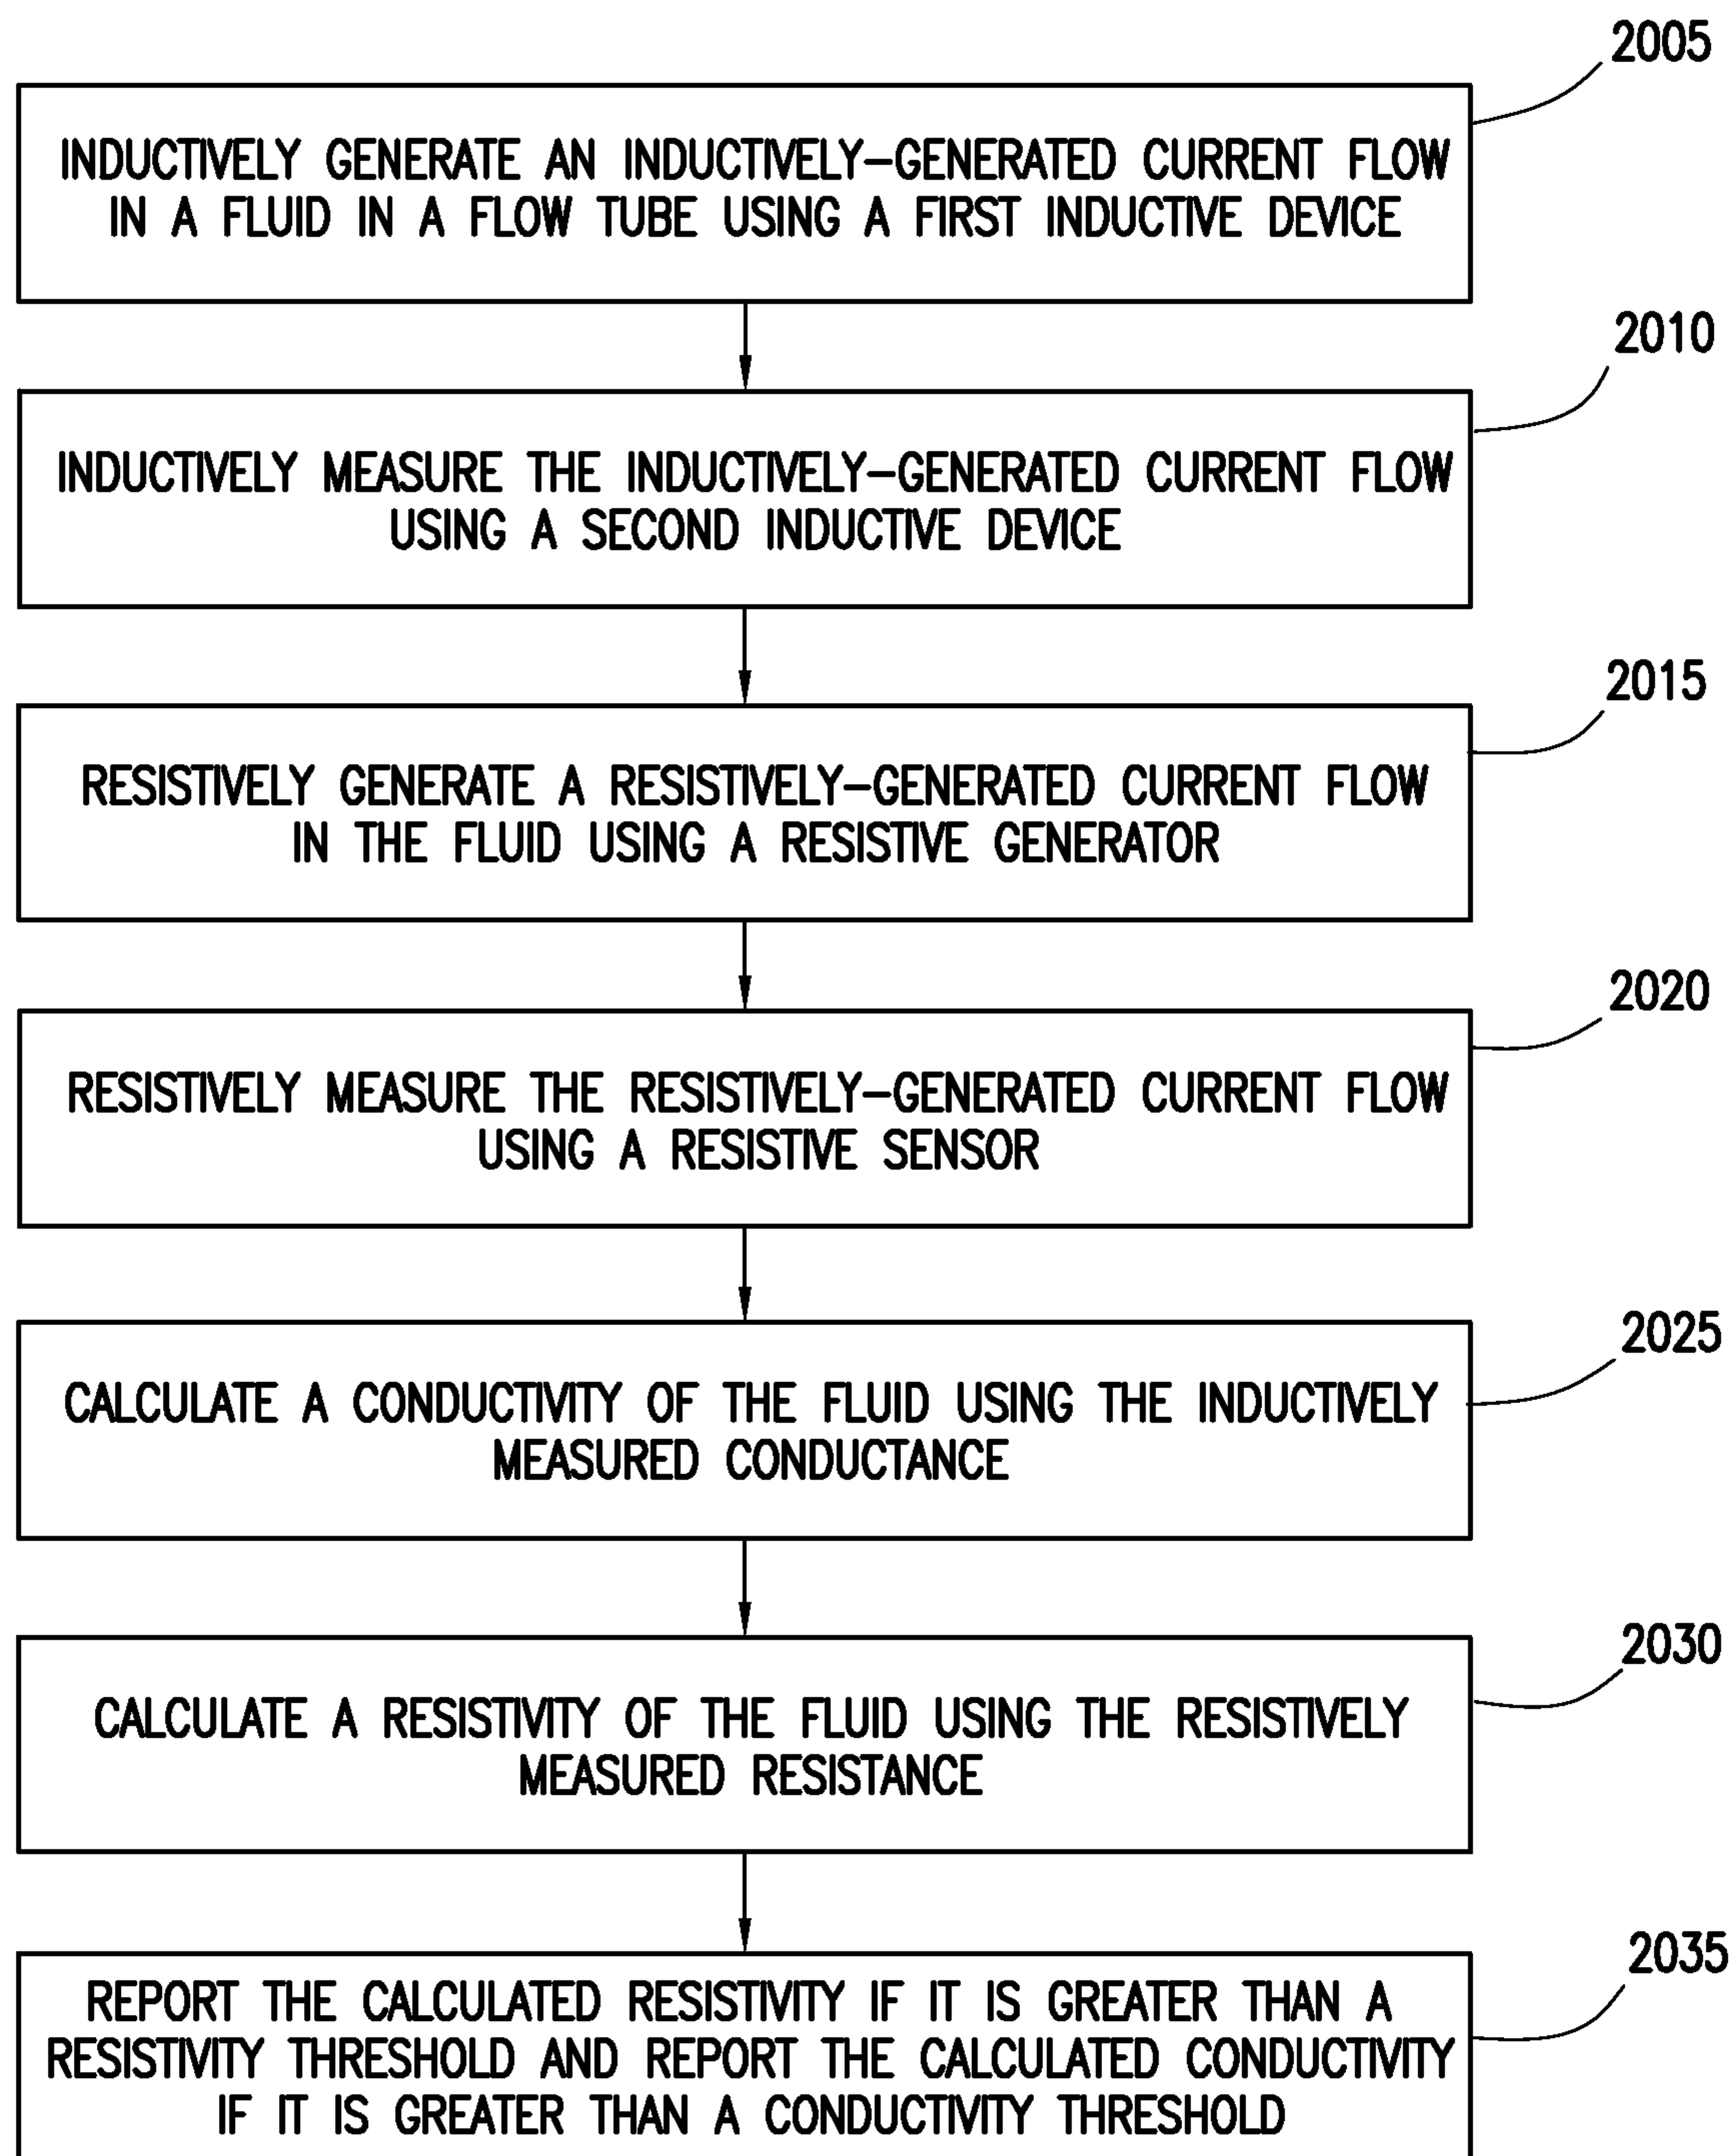 2005
INDUCTIVELY GENERATE AN INDUCTIVELY-GENERATED CURRENT FLOW
IN A FLUID IN A FLOW TUBE USING A FIRST INDUCTIVE DEVICE
2010
INDUCTIVELY MEASURE THE INDUCTIVELY-GENERATED CURRENT FLOW
USING A SECOND INDUCTIVE DEVICE
2015
RESISTIVELY GENERATE A RESISTIVELY-GENERATED CURRENT FLOW
IN THE FLUID USING A RESISTIVE GENERATOR
2020
RESISTIVELY MEASURE THE RESISTIVELY-GENERATED CURRENT FLOW
USING A RESISTIVE SENSOR
2025
CALCULATE A CONDUCTIVITY OF THE FLUID USING THE INDUCTIVELY
MEASURED CONDUCTANCE
2030
CALCULATE A RESISTIVITY OF THE FLUID USING THE RESISTIVELY
MEASURED RESISTANCE
2035
REPORT THE CALCULATED RESISTIVITY IF IT IS GREATER THAN A
RESISTIVITY THRESHOLD AND REPORT THE CALCULATED CONDUCTIVITY
IF IT IS GREATER THAN A CONDUCTIVITY THRESHOLD